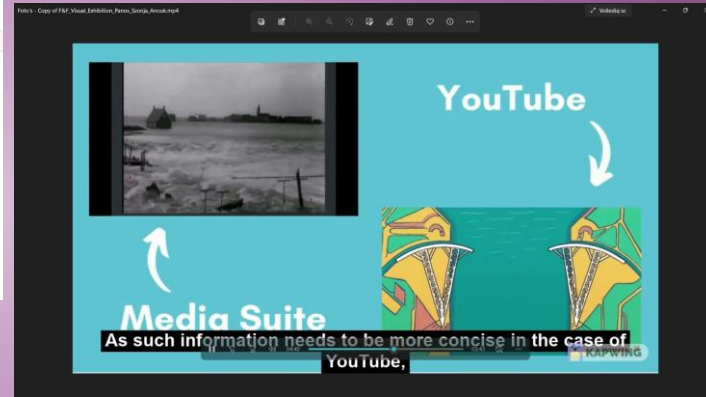 Foto's - Copy of F&F_Visual_Exhibition_Panos_Szonja_Anouk.mp4
Volledig sc
YouTube
Media Suite
As such information needs to be more concise in the case of
YouTube,
KAPWING